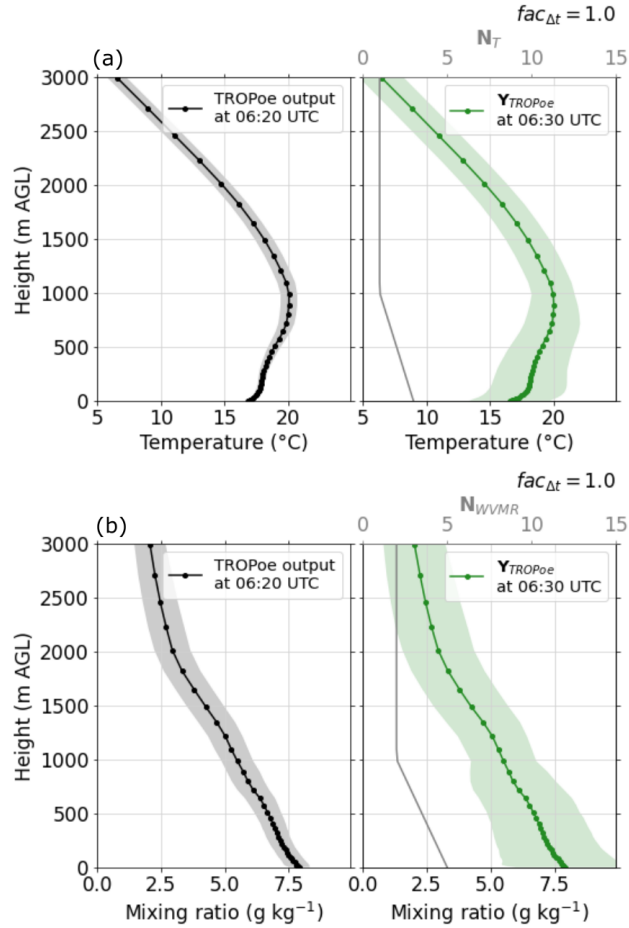 fac_Δt = 1.0
N_T
(a)
0 5 10 15
3000
2500
2000
1500
1000
500
0
Height (m AGL)
TROPoe output
at 06:20 UTC
Y_TROPoe
at 06:30 UTC
5 10 15 20
5 10 15 20
Temperature (°C)
Temperature (°C)
fac_Δt = 1.0
N_WVMR
(b)
0 5 10 15
3000
2500
2000
1500
1000
500
0
Height (m AGL)
TROPoe output
at 06:20 UTC
Y_TROPoe
at 06:30 UTC
0.0 2.5 5.0 7.5
0.0 2.5 5.0 7.5
Mixing ratio (g kg⁻¹)
Mixing ratio (g kg⁻¹)